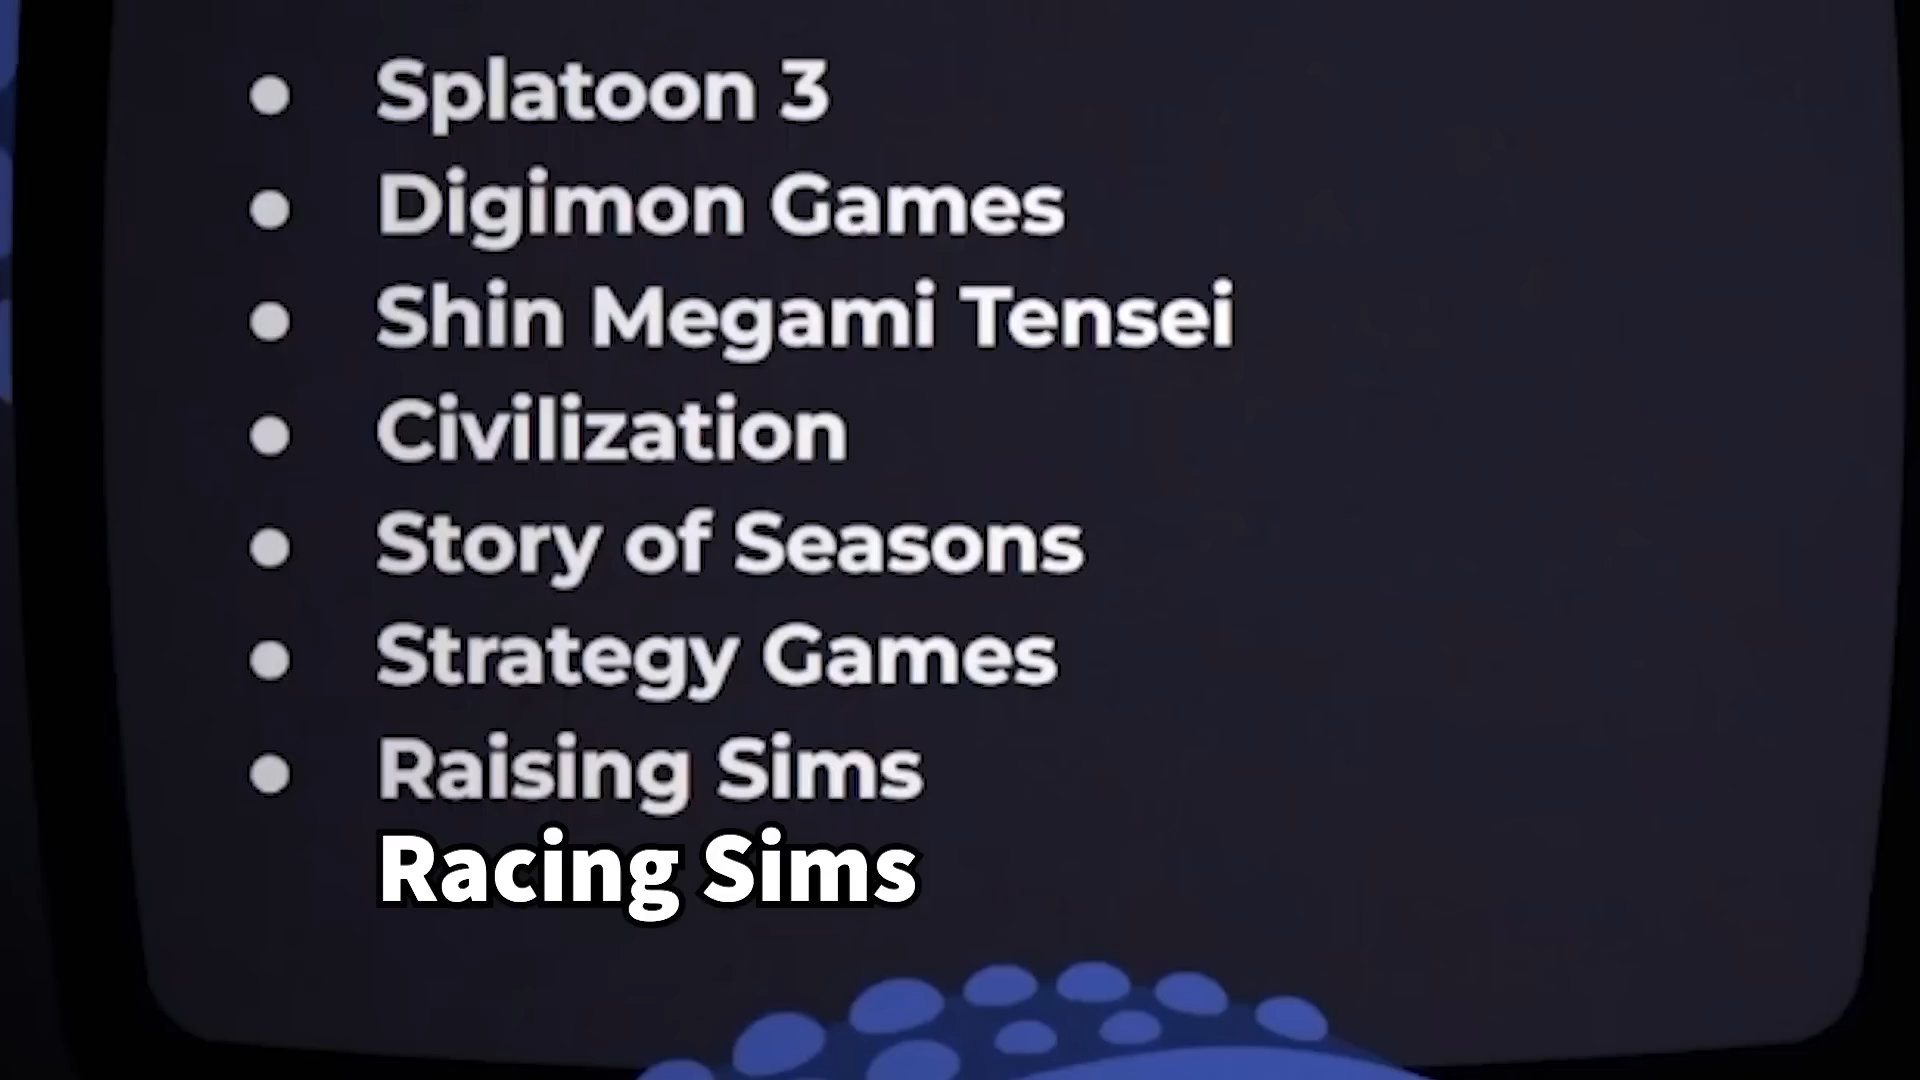 • Splatoon 3
• Digimon Games
• Shin Megami Tensei
• Civilization
• Story of Seasons
• Strategy Games
• Raising Sims
Racing Sims